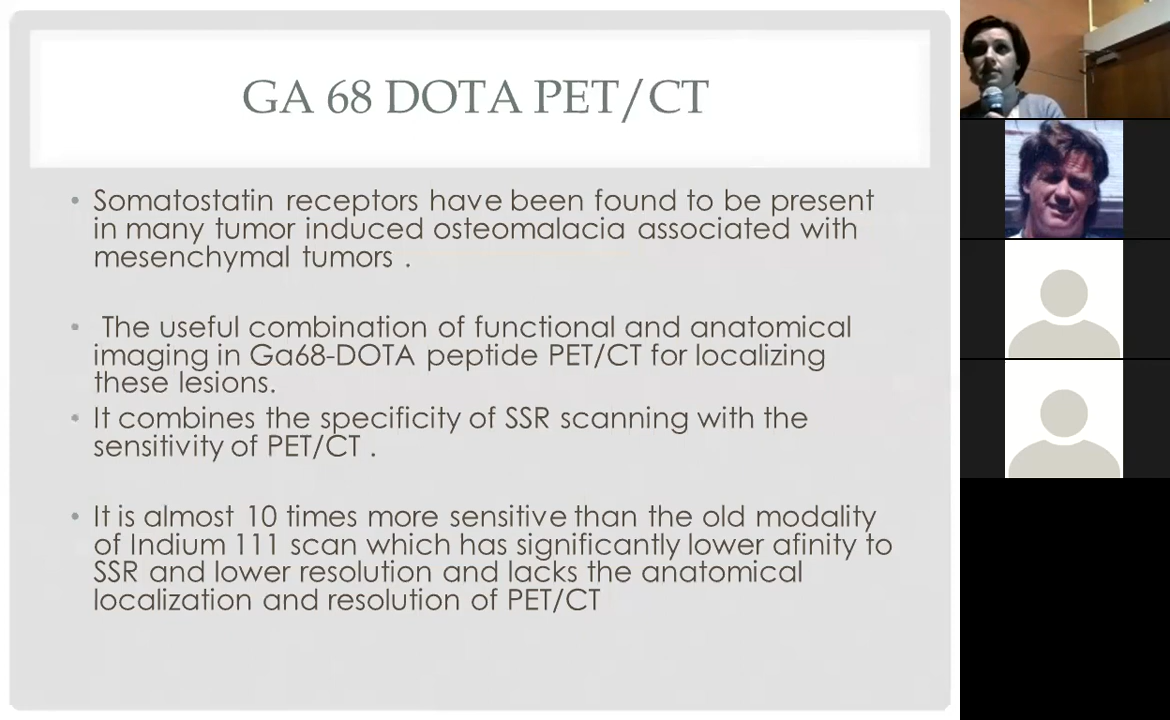 GA 68 DOTA PET/CT
• Somatostatin receptors have been found to be present
in many tumor induced osteomalacia associated with
mesenchymal tumors .
• The useful combination of functional and anatomical
imaging in Ga68-DOTA peptide PET/CT for localizing
these lesions.
• It combines the specificity of SSR scanning with the
sensitivity of PET/CT .
• It is almost 10 times more sensitive than the old modality
of Indium 111 scan which has significantly lower afinity to
SSR and lower resolution and lacks the anatomical
localization and resolution of PET/CT